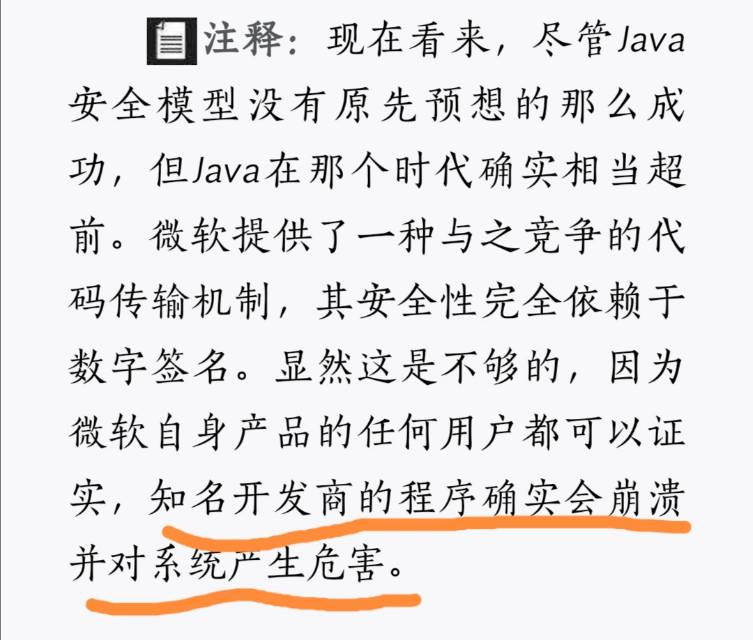 注释：现在看来，尽管Java
安全模型没有原先预想的那么成
功，但Java在那个时代确实相当超
前。微软提供了一种与之竞争的代
码传输机制，其安全性完全依赖于
数字签名。显然这是不够的，因为
微软自身产品的任何用户都可以证
实，知名开发商的程序确实会崩溃
并对系统产生危害。